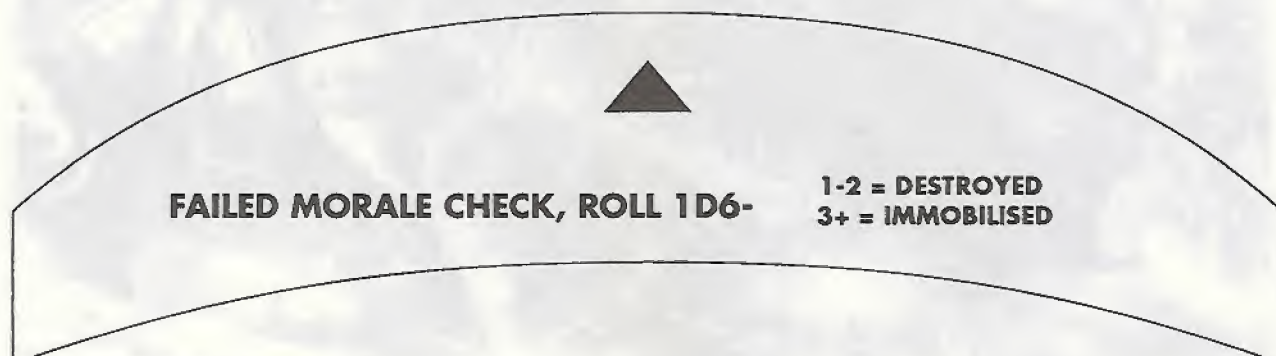 FAILED MORALE CHECK, ROLL 1D6-
1-2 = DESTROYED
3+ = IMMOBILISED